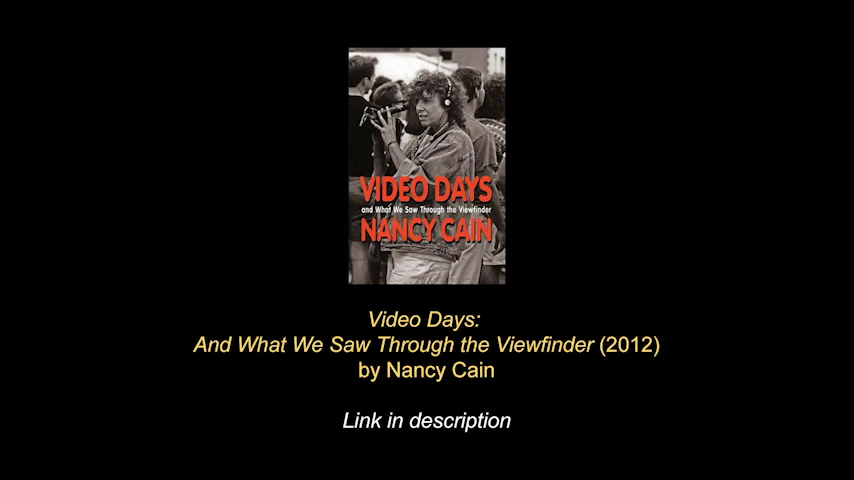 VIDEO DAYS
and What We Saw Through the Viewfinder
NANCY CAIN
Video Days:
And What We Saw Through the Viewfinder (2012)
by Nancy Cain
Link in description